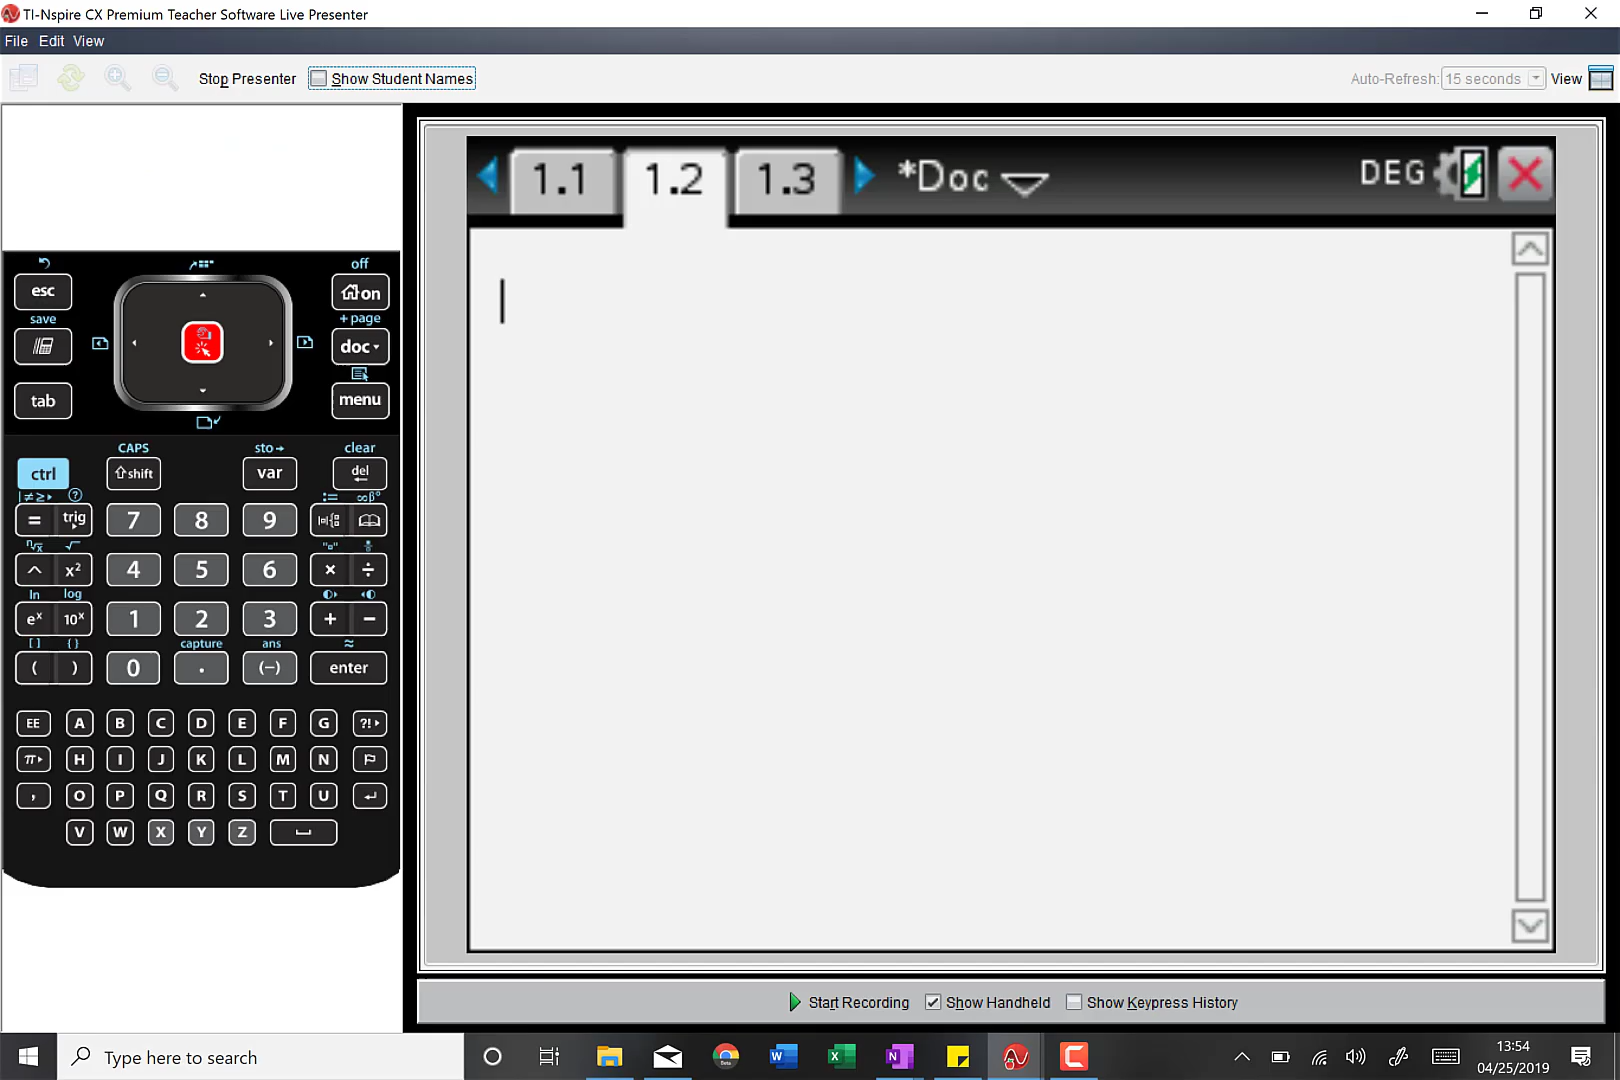 TI-Nspire CX Premium Teacher Software Live Presenter
File Edit View
Stop Presenter Show Student Names Auto-Refresh: 15 seconds View
1.1 1.2 1.3 *Doc DEG
off
esc on
save + page
doc
tab menu
CAPS sto→ clear
ctrl shift var del
|≠≥▸ ? := ∞β°
= trig 7 8 9
ⁿ√x √ "▫"
^ x² 4 5 6 × ÷
ln log
eˣ 10ˣ 1 2 3 + −
[ ] { } capture ans ≈
( ) 0 . (−) enter
EE A B C D E F G ?!▸
π▸ H I J K L M N
, O P Q R S T U ↵
V W X Y Z
Start Recording Show Handheld Show Keypress History
Type here to search
13:54
04/25/2019